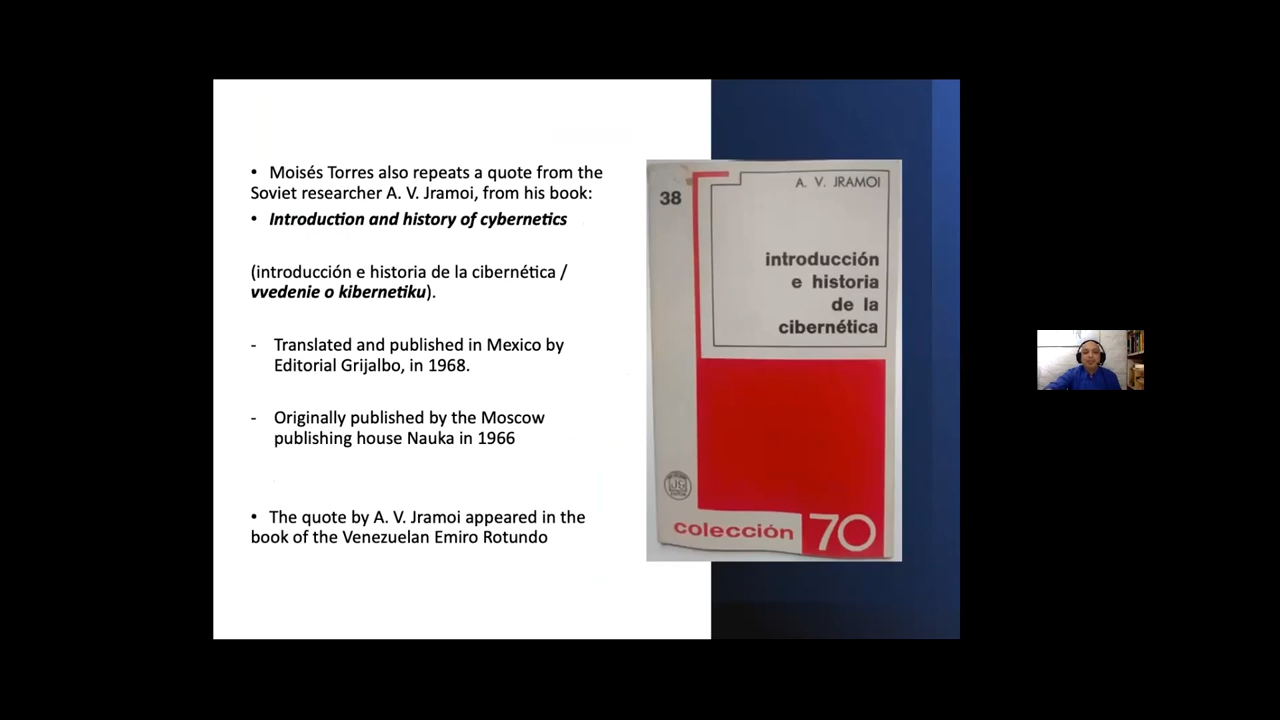 • Moisés Torres also repeats a quote from the
Soviet researcher A. V. Jramoi, from his book:
• Introduction and history of cybernetics
(introducción e historia de la cibernética /
vvedenie o kibernetiku).
- Translated and published in Mexico by
Editorial Grijalbo, in 1968.
- Originally published by the Moscow
publishing house Nauka in 1966
• The quote by A. V. Jramoi appeared in the
book of the Venezuelan Emiro Rotundo
38
A. V. JRAMOI
introducción
e historia
de la
cibernética
colección 70